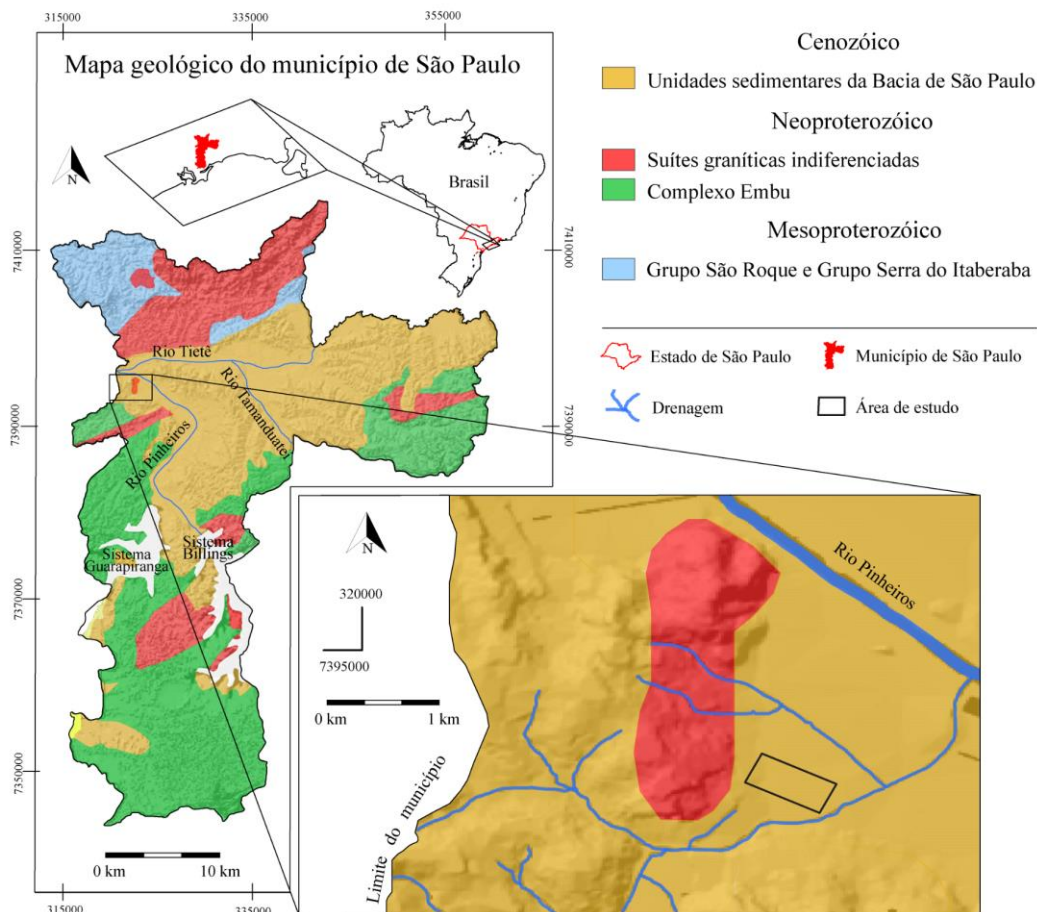 315000
335000
355000
Mapa geológico do município de São Paulo
N
Brasil
7410000
7410000
Rio Tietê
Rio Tamanduateí
Rio Pinheiros
7390000
7390000
Sistema
Guarapiranga
Sistema
Billings
7370000
7350000
0 km
10 km
315000
335000
Cenozóico
Unidades sedimentares da Bacia de São Paulo
Neoproterozóico
Suítes graníticas indiferenciadas
Complexo Embu
Mesoproterozóico
Grupo São Roque e Grupo Serra do Itaberaba
Estado de São Paulo
Município de São Paulo
Drenagem
Área de estudo
N
320000
7395000
0 km
1 km
Rio Pinheiros
Limite do município